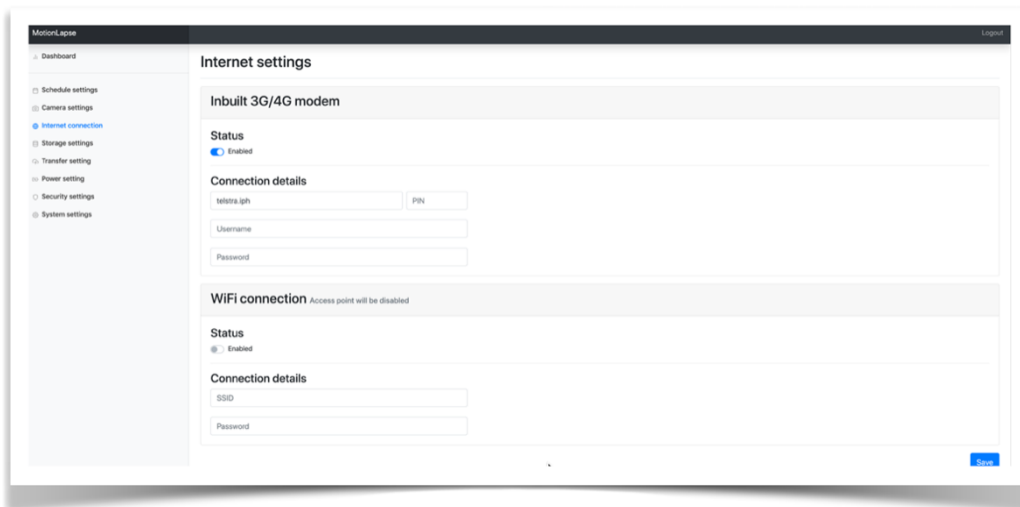 MotionLapse
Logout
Dashboard
Schedule settings
Camera settings
Internet connection
Storage settings
Transfer setting
Power setting
Security settings
System settings
Internet settings
Inbuilt 3G/4G modem
Status
Enabled
Connection details
telstra.iph PIN
Username
Password
WiFi connection Access point will be disabled
Status
Enabled
Connection details
SSID
Password
Save